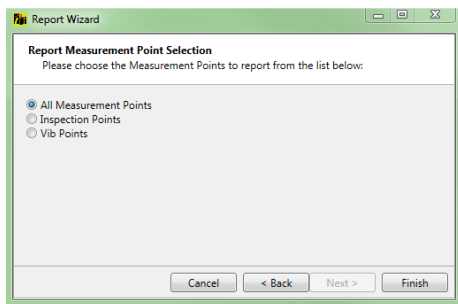 Report Wizard
Report Measurement Point Selection
Please choose the Measurement Points to report from the list below:
All Measurement Points
Inspection Points
Vib Points
Cancel
< Back
Next >
Finish